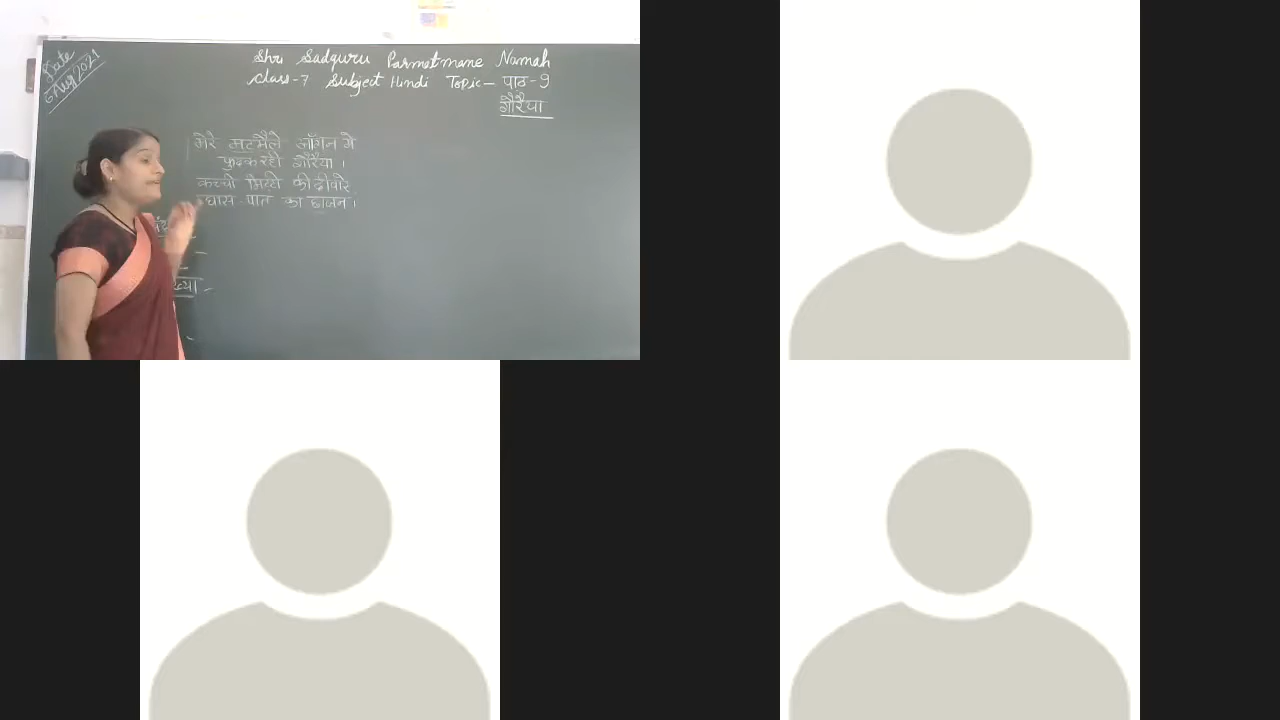 Date
6 Aug 2021
Shri Sadguru Parmatmane Namah
Class-7 Subject Hindi Topic - पाठ-9
गौरैया
मेरे मटमैले आँगन में
फुदक रही गौरैया ।
कच्ची मिट्टी की दीवारें
घास-पात का छाजन ।